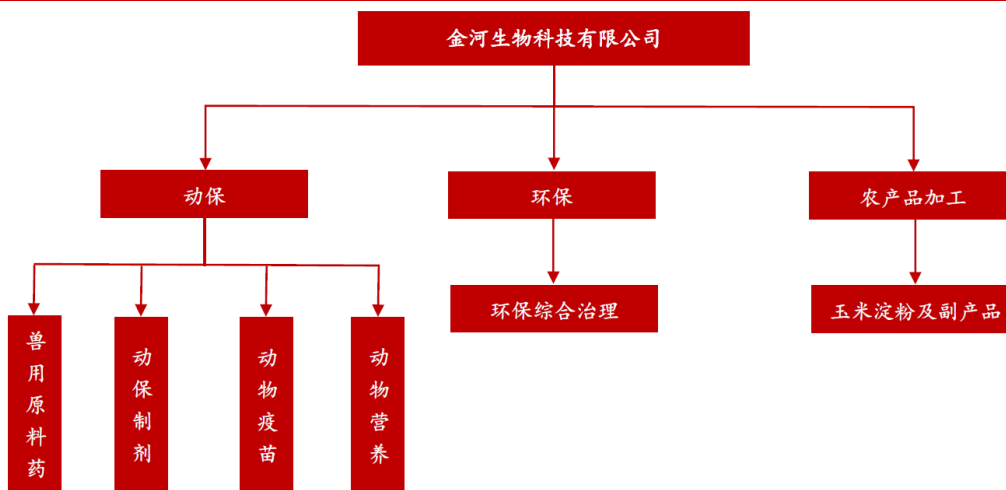 金河生物科技有限公司
动保
环保
农产品加工
环保综合治理
玉米淀粉及副产品
兽用原料药
动保制剂
动物疫苗
动物营养